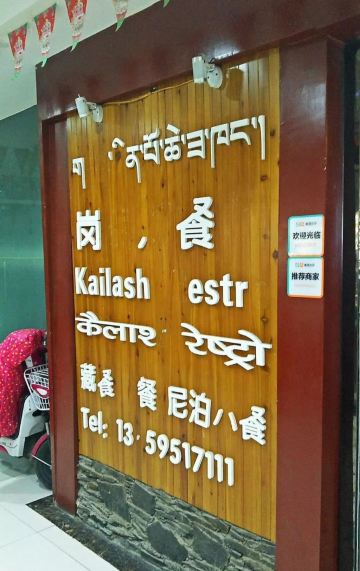 岗 餐
Kailash estr
कैलाश रेष्ट्रो
藏餐 餐 尼泊 餐
Tel: 13 59517111
欢迎光临
推荐商家